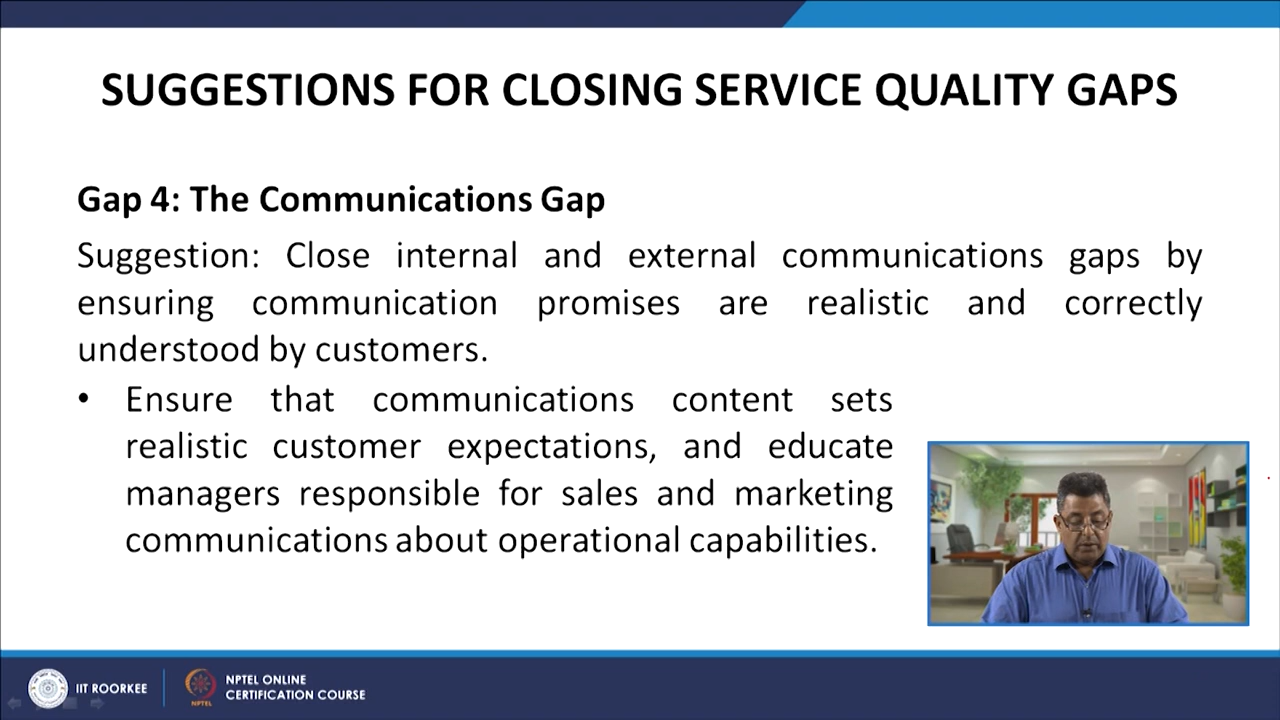 SUGGESTIONS FOR CLOSING SERVICE QUALITY GAPS
Gap 4: The Communications Gap
Suggestion: Close internal and external communications gaps by
ensuring communication promises are realistic and correctly
understood by customers.
• Ensure that communications content sets
realistic customer expectations, and educate
managers responsible for sales and marketing
communications about operational capabilities.
IIT ROORKEE
NPTEL
NPTEL ONLINE
CERTIFICATION COURSE